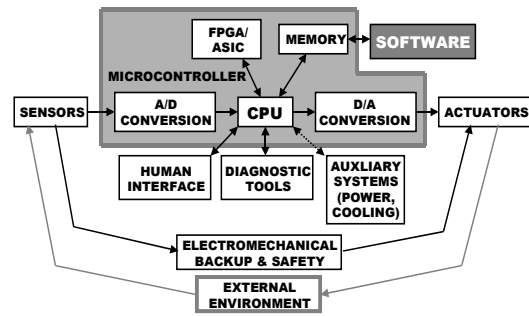 FPGA/
ASIC
MEMORY
SOFTWARE
MICROCONTROLLER
SENSORS
A/D
CONVERSION
CPU
D/A
CONVERSION
ACTUATORS
HUMAN
INTERFACE
DIAGNOSTIC
TOOLS
AUXLIARY
SYSTEMS
(POWER,
COOLING)
ELECTROMECHANICAL
BACKUP & SAFETY
EXTERNAL
ENVIRONMENT